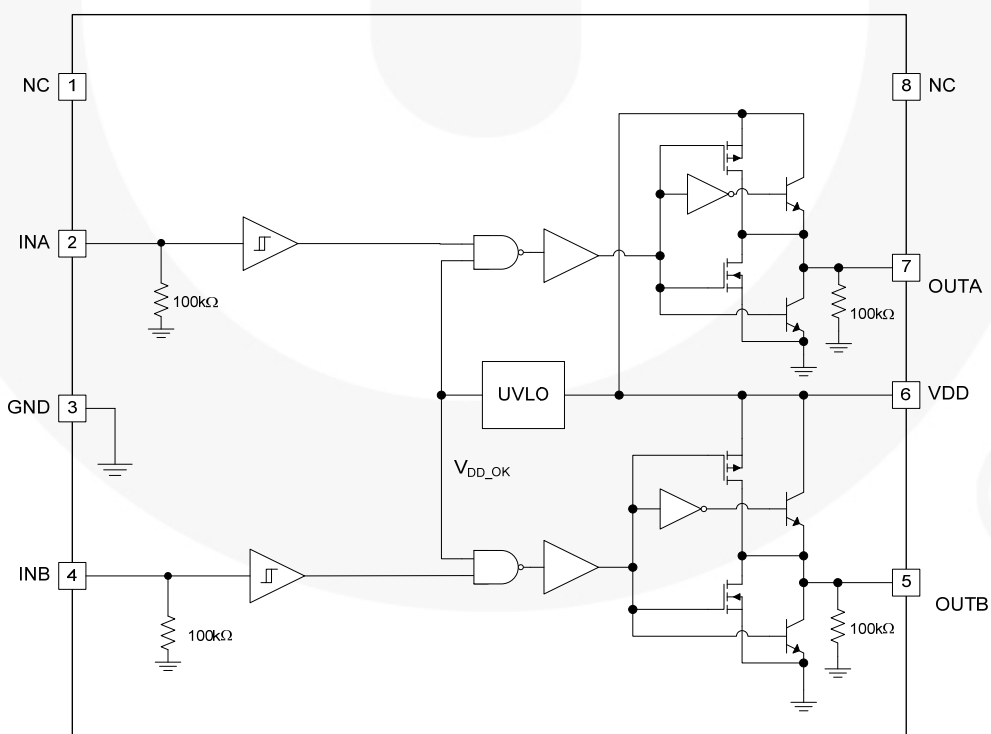 NC 1
8 NC
INA 2
100kΩ
7
OUTA
100kΩ
GND 3
UVLO
6 VDD
VDD_OK
INB 4
100kΩ
5
OUTB
100kΩ